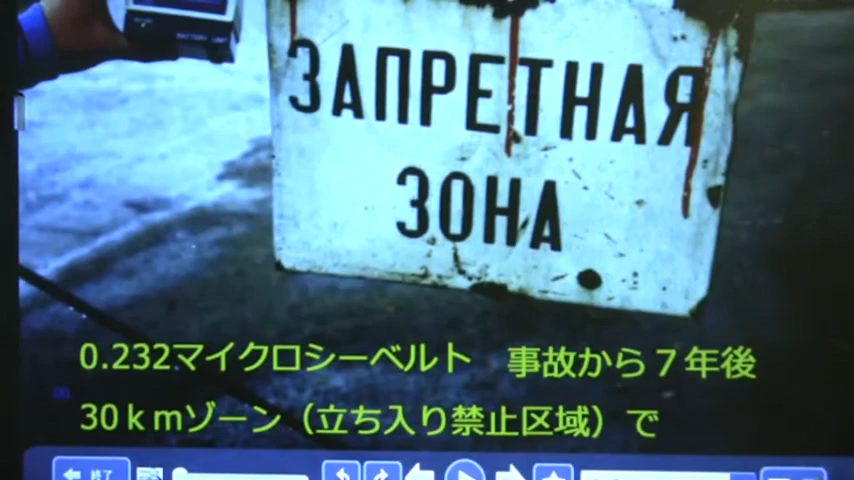 ЗАПРЕТНАЯ
ЗОНА
0.232マイクロシーベルト　事故から７年後
30ｋｍゾーン（立ち入り禁止区域）で
終了